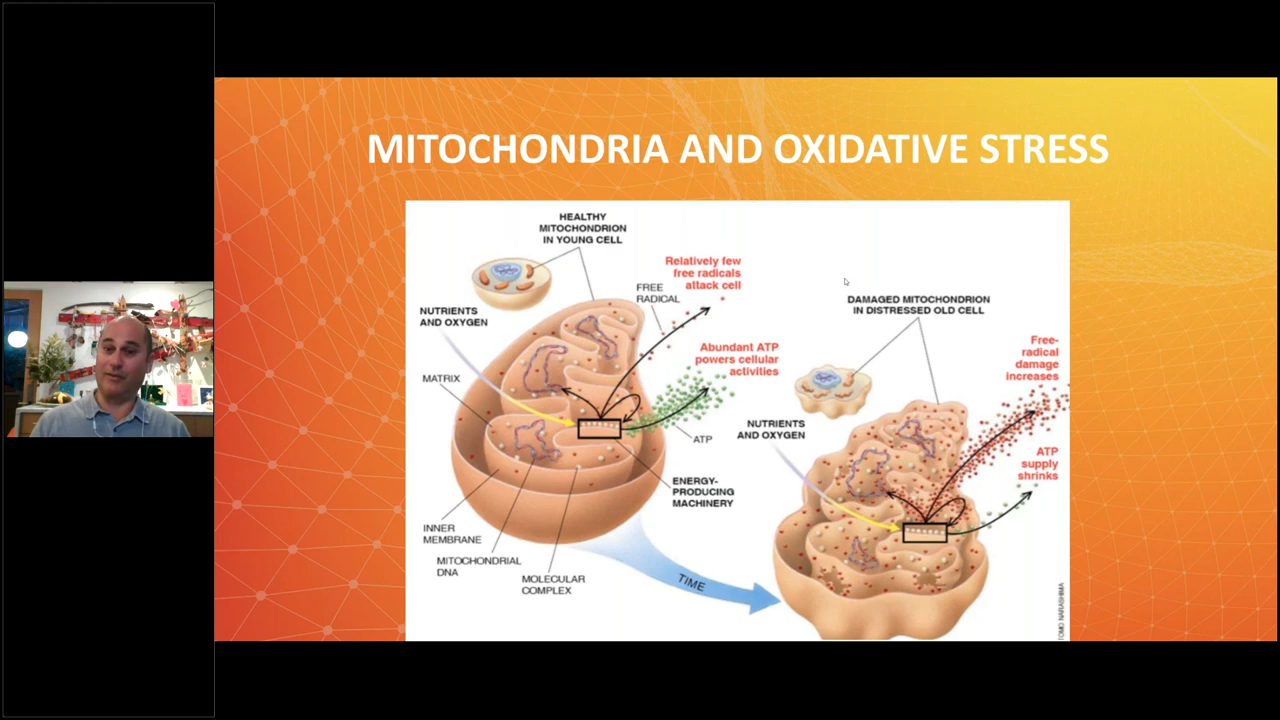 MITOCHONDRIA AND OXIDATIVE STRESS
HEALTHY
MITOCHONDRION
IN YOUNG CELL
Relatively few
free radicals
attack cell
FREE
RADICAL
NUTRIENTS
AND OXYGEN
Abundant ATP
powers cellular
activities
MATRIX
ATP
ENERGY-
PRODUCING
MACHINERY
INNER
MEMBRANE
MITOCHONDRIAL
DNA
MOLECULAR
COMPLEX
TIME
DAMAGED MITOCHONDRION
IN DISTRESSED OLD CELL
Free-
radical
damage
increases
NUTRIENTS
AND OXYGEN
ATP
supply
shrinks